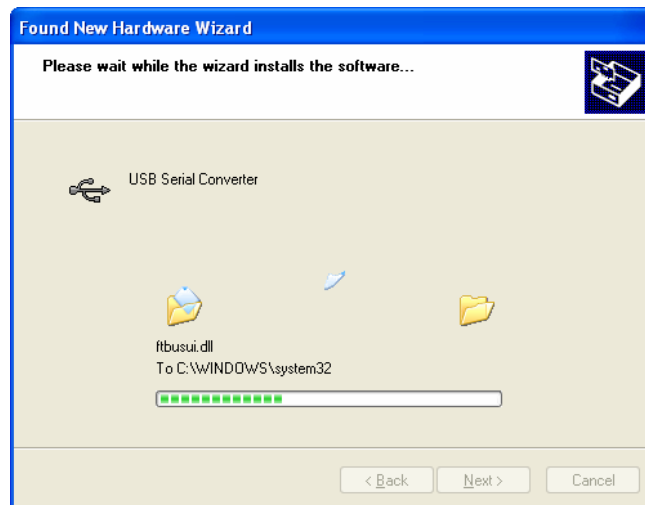 Found New Hardware Wizard
Please wait while the wizard installs the software...
USB Serial Converter
ftbusui.dll
To C:\WINDOWS\system32
< Back Next > Cancel